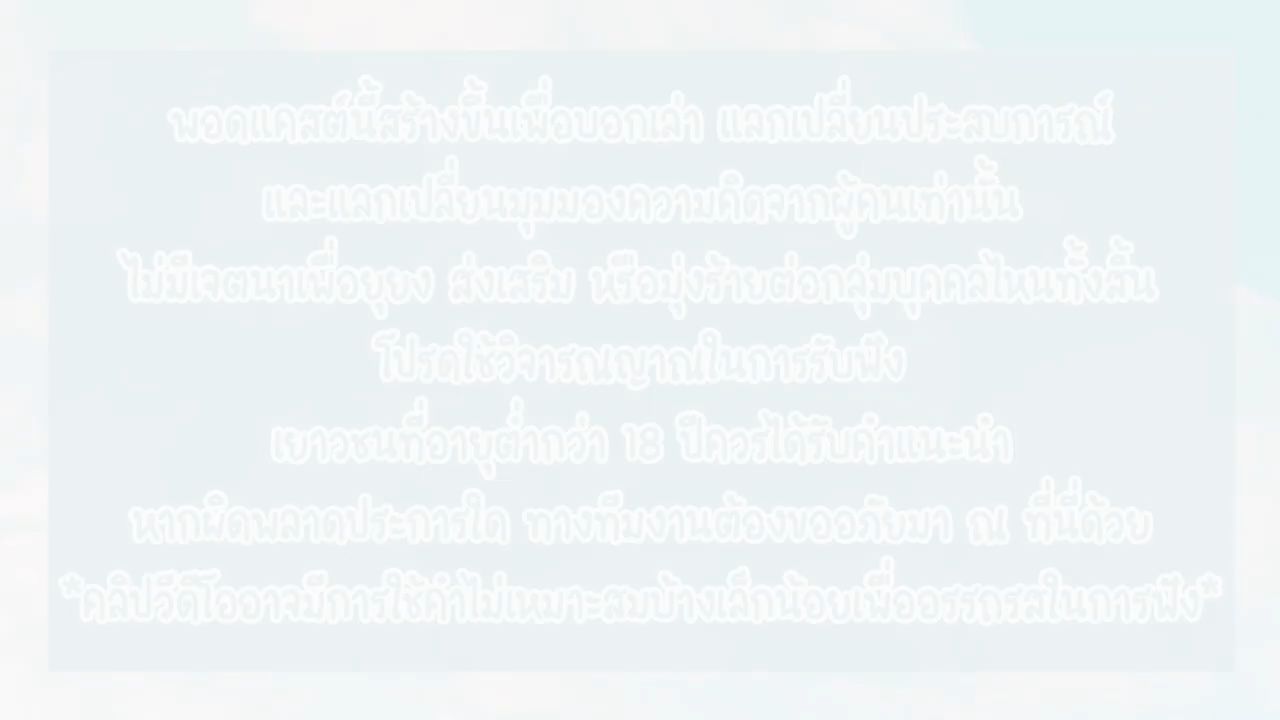 พอดแคสต์นี้สร้างขึ้นเพื่อบอกเล่า แลกเปลี่ยนประสบการณ์
และแลกเปลี่ยนมุมมองความคิดจากผู้คนเท่านั้น
ไม่มีเจตนาเพื่อยุยง ส่งเสริม หรือมุ่งร้ายต่อกลุ่มบุคคลไหนทั้งสิ้น
โปรดใช้วิจารณญาณในการรับฟัง
เยาวชนที่อายุต่ำกว่า 18 ปีควรได้รับคำแนะนำ
หากผิดพลาดประการใด ทางทีมงานต้องขออภัยมา ณ ที่นี่ด้วย
*คลิปวีดีโออาจมีการใช้คำไม่เหมาะสมบ้างเล็กน้อยเพื่ออรรถรสในการฟัง*